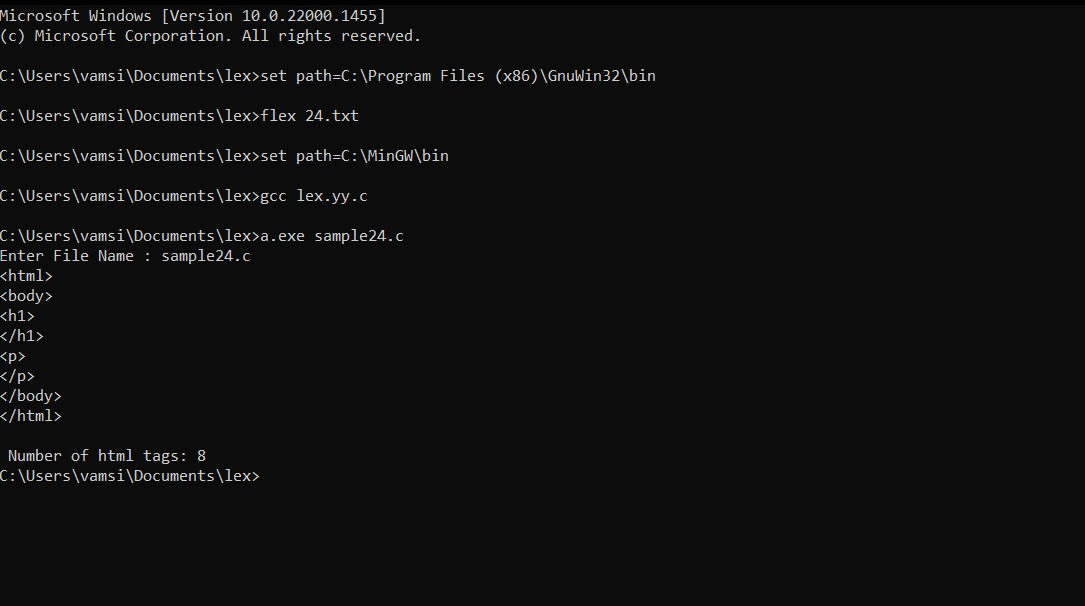 Microsoft Windows [Version 10.0.22000.1455]
(c) Microsoft Corporation. All rights reserved.
C:\Users\vamsi\Documents\lex>set path=C:\Program Files (x86)\GnuWin32\bin
C:\Users\vamsi\Documents\lex>flex 24.txt
C:\Users\vamsi\Documents\lex>set path=C:\MinGW\bin
C:\Users\vamsi\Documents\lex>gcc lex.yy.c
C:\Users\vamsi\Documents\lex>a.exe sample24.c
Enter File Name : sample24.c
<html>
<body>
<h1>
</h1>
<p>
</p>
</body>
</html>
Number of html tags: 8
C:\Users\vamsi\Documents\lex>